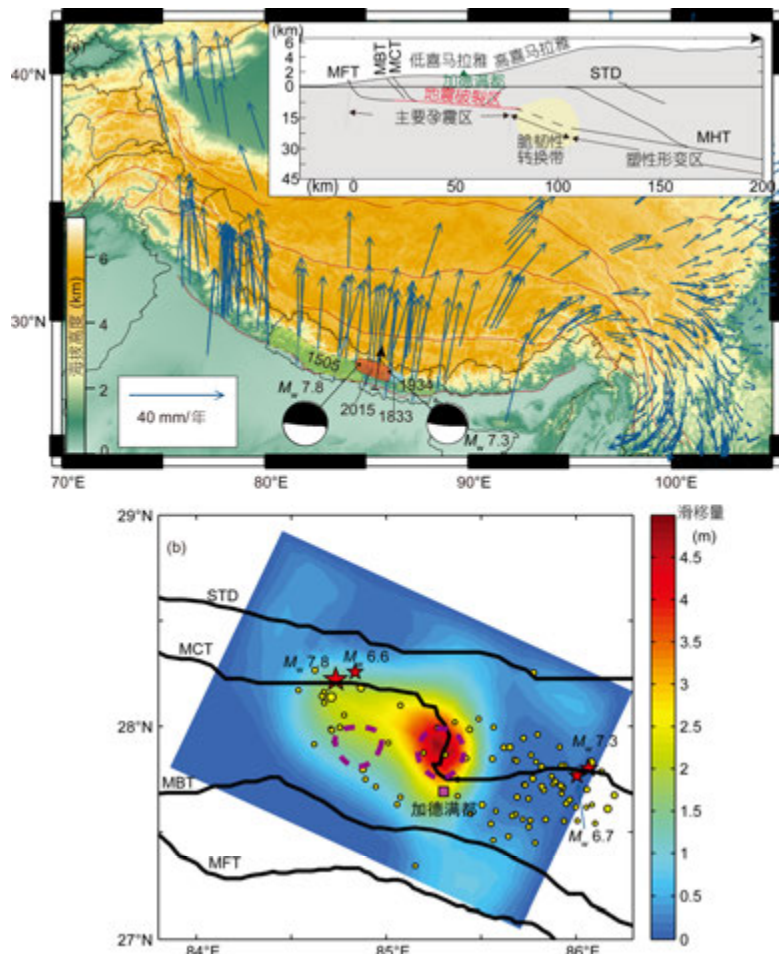 (km)
6
4
2
0
15
30
45
(km)
0
50
100
150
200
MFT
MBT
MCT
低喜马拉雅
高喜马拉雅
加德满都
地震破裂区
主要孕震区
脆韧性
转换带
塑性形变区
STD
MHT
40°N
30°N
海拔高度 (km)
6
4
2
0
40 mm/年
1505
1934
2015
1833
Mw 7.8
Mw 7.3
70°E
80°E
90°E
100°E
(b)
29°N
28°N
27°N
84°E
85°E
86°E
STD
MCT
MBT
MFT
Mw 7.8
Mw 6.6
Mw 7.3
Mw 6.7
加德满都
滑移量
(m)
4.5
4
3.5
3
2.5
2
1.5
1
0.5
0